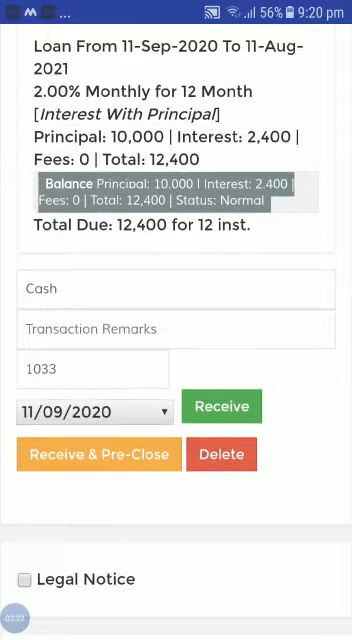 ... 56% 9:20 pm
Loan From 11-Sep-2020 To 11-Aug-
2021
2.00% Monthly for 12 Month
[Interest With Principal]
Principal: 10,000 | Interest: 2,400 |
Fees: 0 | Total: 12,400
Balance Principal: 10,000 | Interest: 2,400 |
Fees: 0 | Total: 12,400 | Status: Normal
Total Due: 12,400 for 12 inst.
Cash
Transaction Remarks
1033
11/09/2020 Receive
Receive & Pre-Close Delete
Legal Notice
02:22